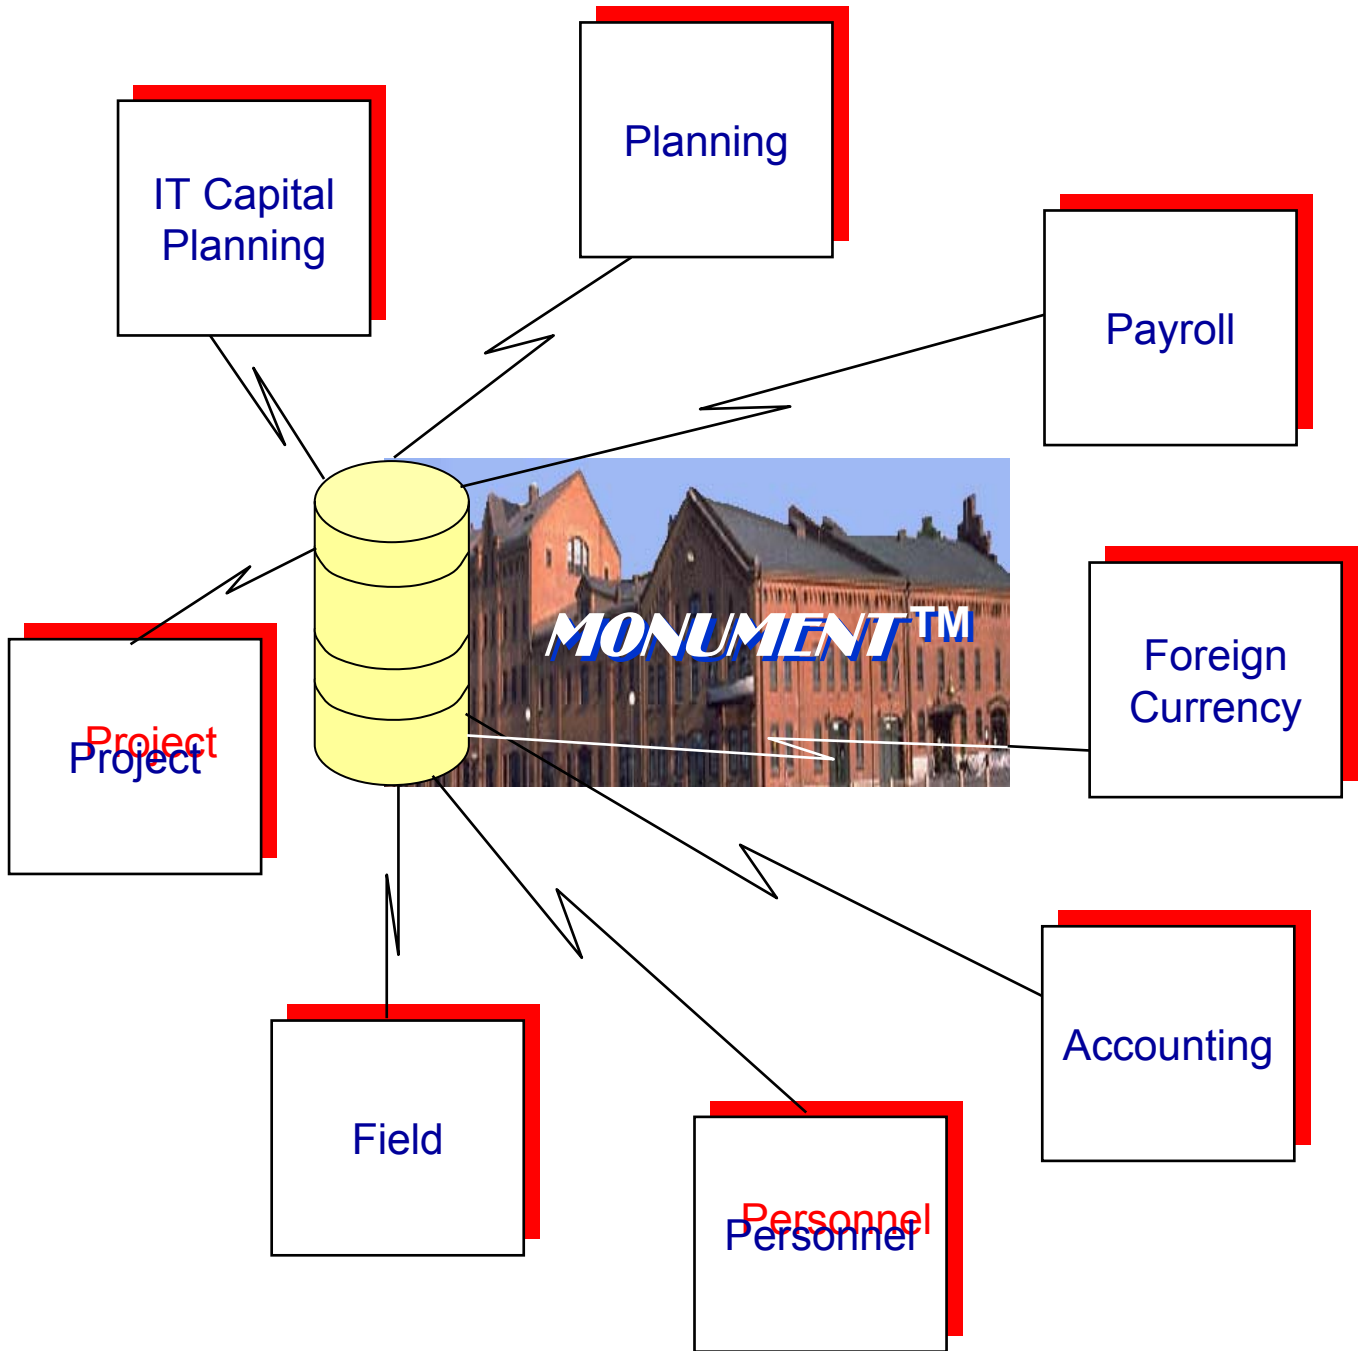 Planning
IT Capital
Planning
Payroll
MONUMENT™
Foreign
Currency
Project
Project
Accounting
Field
Personnel
Personnel